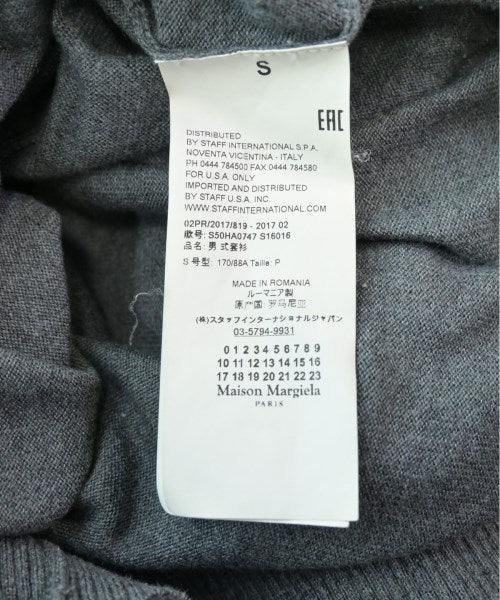 S
EAC
DISTRIBUTED
BY STAFF INTERNATIONAL S.P.A.
NOVENTA VICENTINA - ITALY
PH 0444 784500 FAX 0444 784580
FOR U.S.A. ONLY
IMPORTED AND DISTRIBUTED
BY STAFF U.S.A. INC.
WWW.STAFFINTERNATIONAL.COM
02PR/2017/819 - 2017 02
款号: S50HA0747 S16016
品名: 男 式套衫
S 号型: 170/88A Taille: P
MADE IN ROMANIA
ルーマニア製
原产国: 罗马尼亚
(株)スタッフインターナショナルジャパン
03-5794-9931
0 1 2 3 4 5 6 7 8 9
10 11 12 13 14 15 16
17 18 19 20 21 22 23
Maison Margiela
PARIS